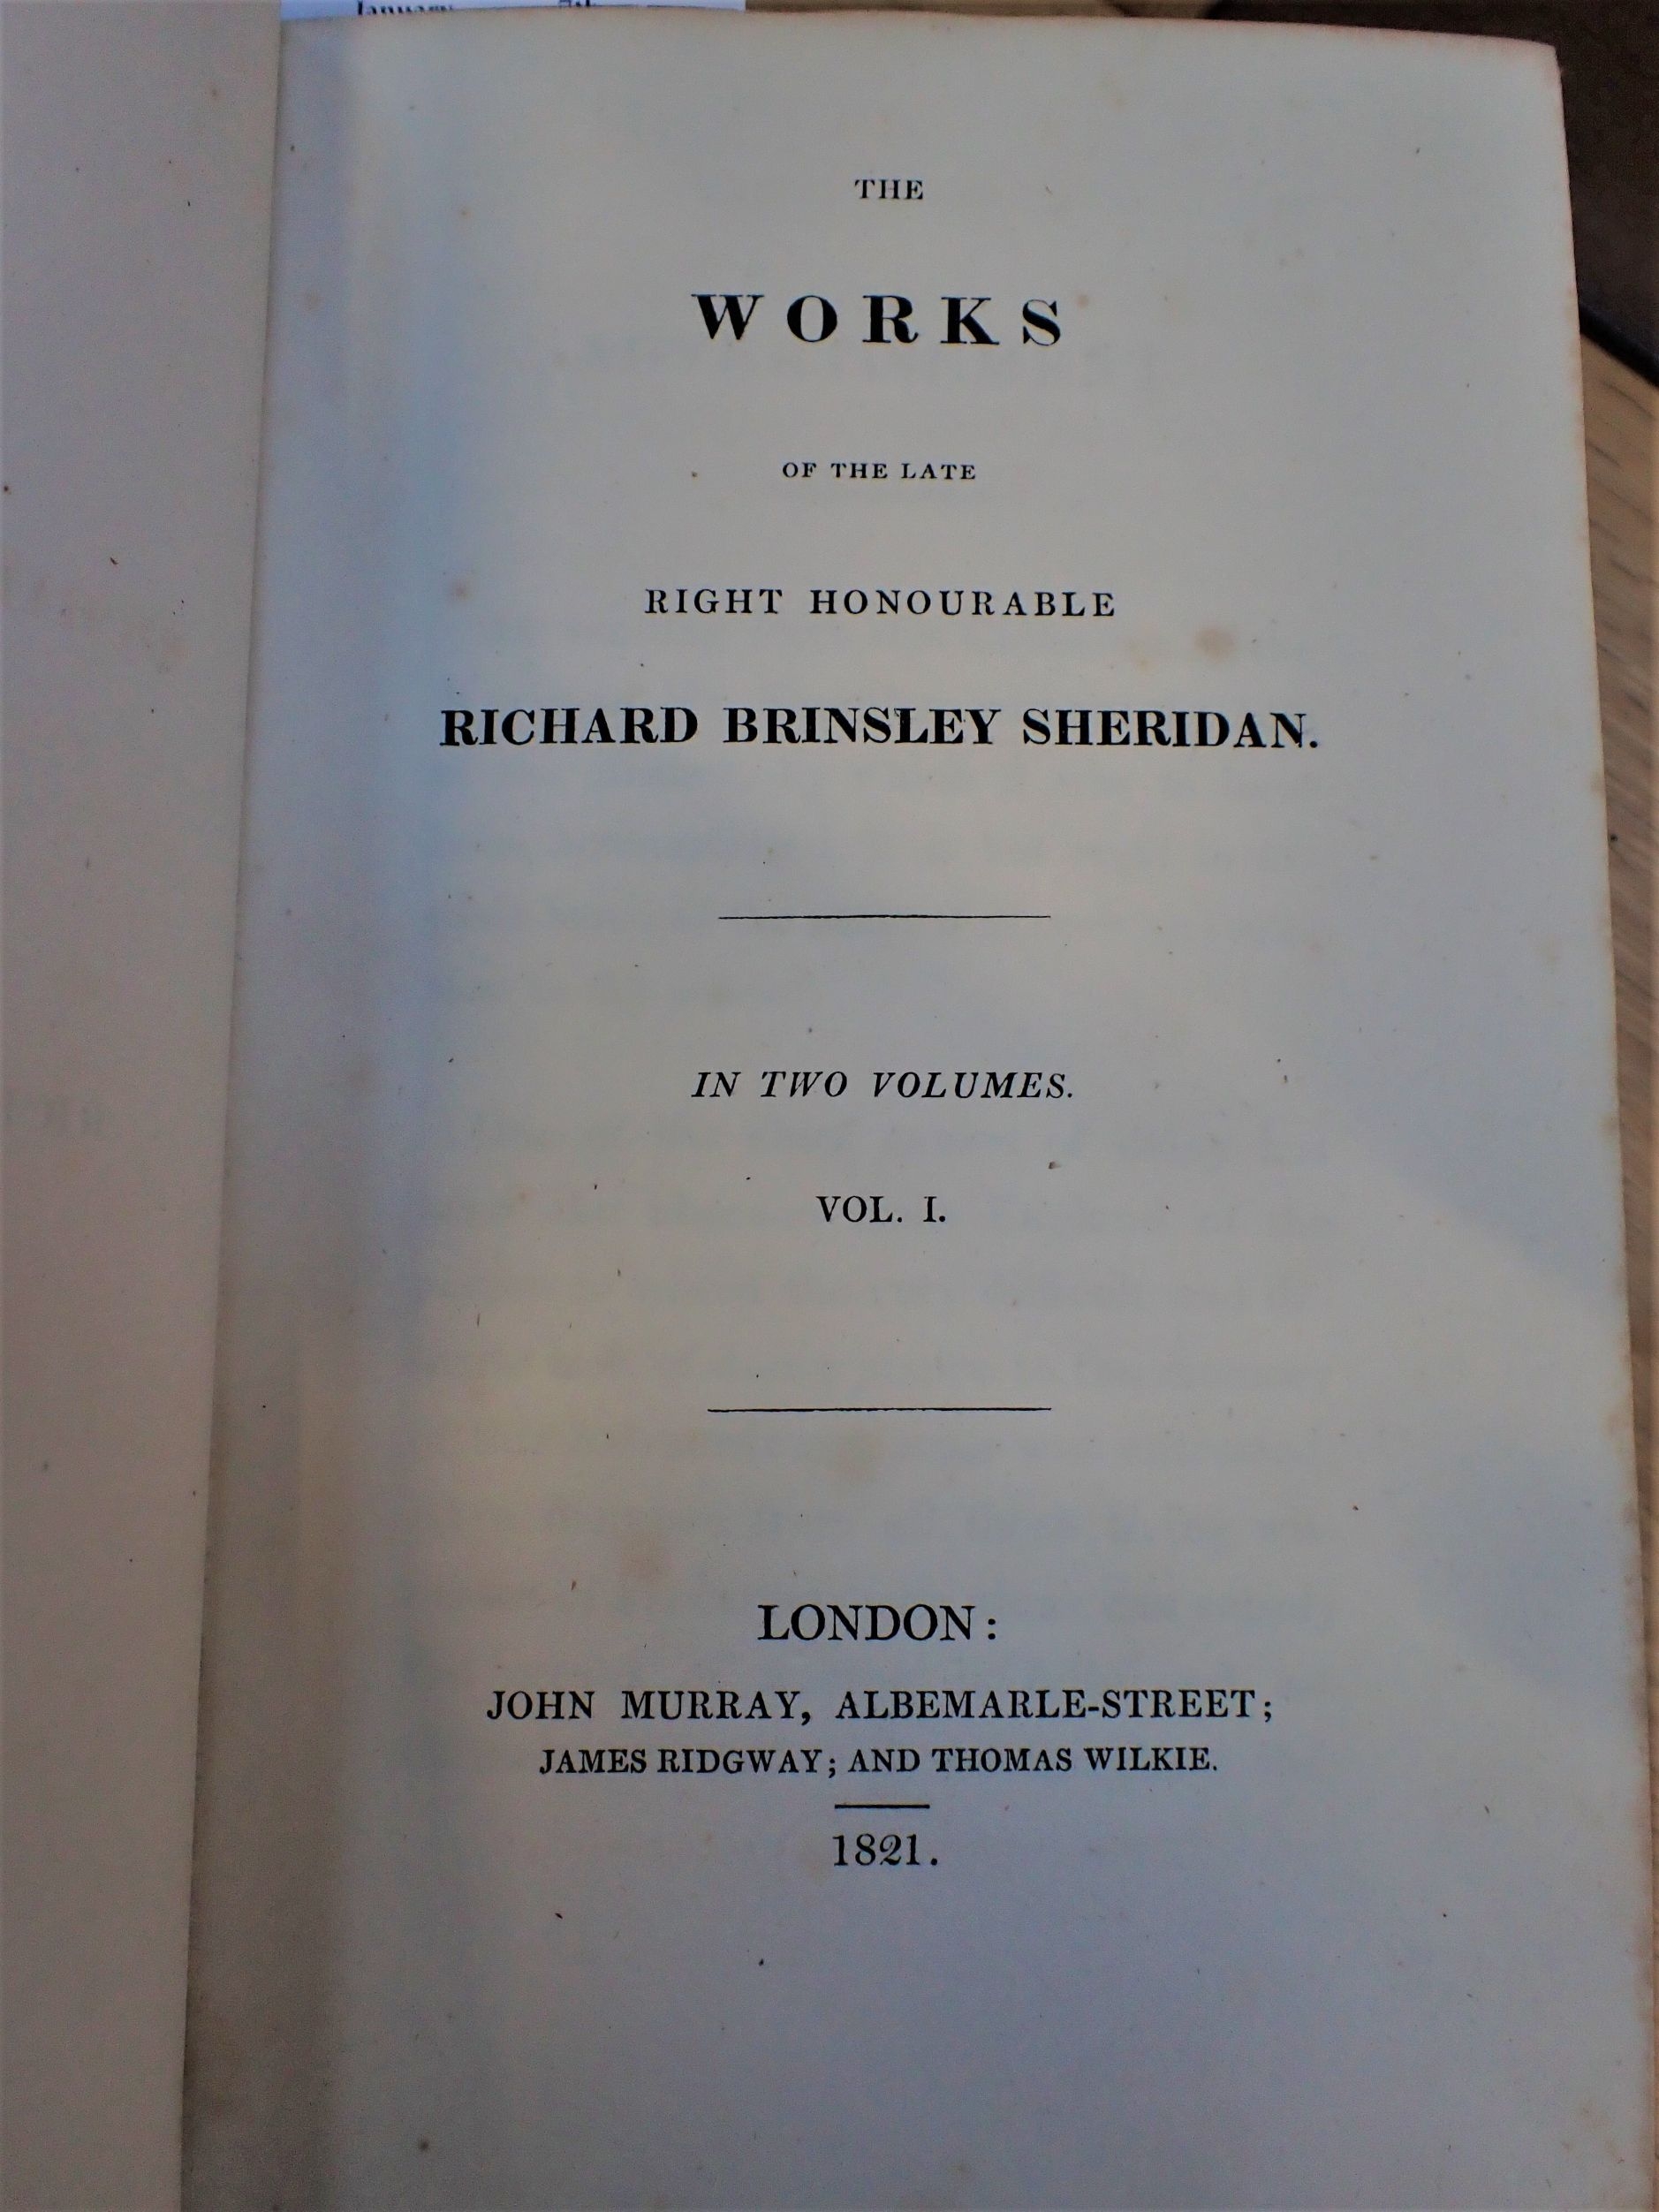 THE
WORKS
OF THE LATE
RIGHT HONOURABLE
RICHARD BRINSLEY SHERIDAN.
IN TWO VOLUMES.
VOL. I.
LONDON:
JOHN MURRAY, ALBEMARLE-STREET;
JAMES RIDGWAY; AND THOMAS WILKIE.
1821.